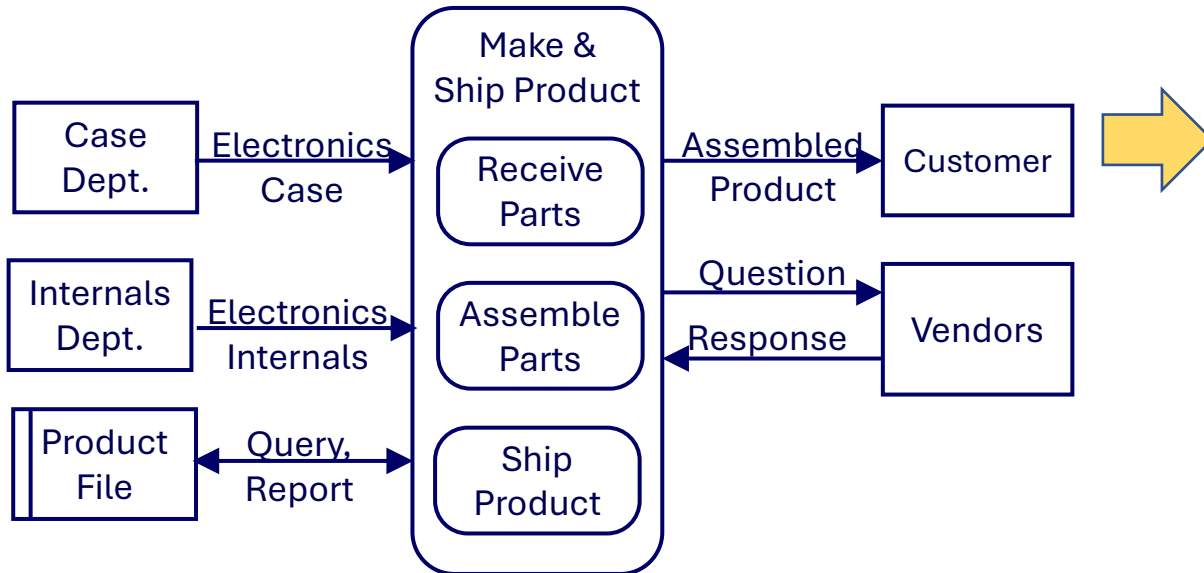 Make &
Ship Product
Case
Dept.
Electronics
Case
Receive
Parts
Assembled
Product
Customer
Internals
Dept.
Electronics
Internals
Assemble
Parts
Question
Response
Vendors
Product
File
Query,
Report
Ship
Product